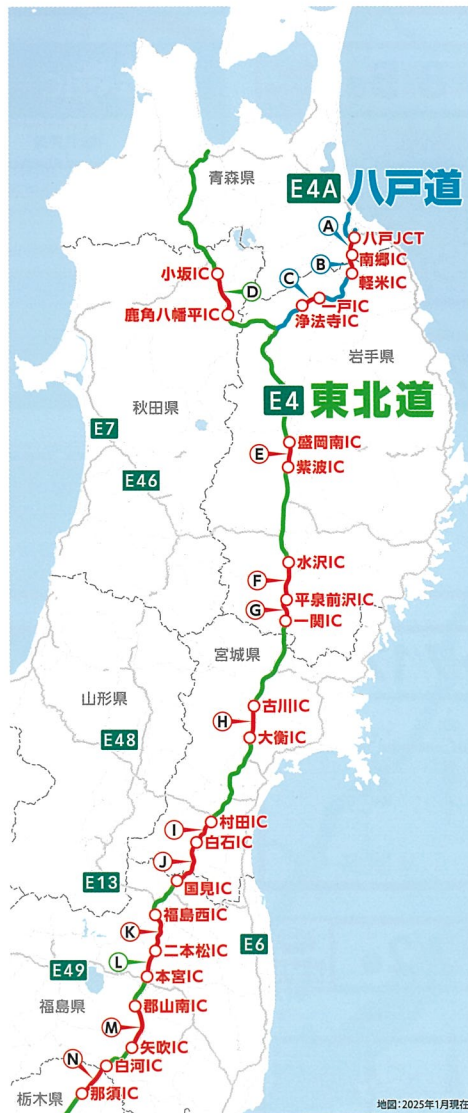 青森県
E4A 八戸道
A
八戸JCT
B
南郷IC
軽米IC
C
一戸IC
浄法寺IC
小坂IC
D
鹿角八幡平IC
岩手県
秋田県
E4 東北道
E7
盛岡南IC
E
紫波IC
E46
水沢IC
F
平泉前沢IC
G
一関IC
宮城県
山形県
古川IC
H
大衡IC
E48
村田IC
I
白石IC
J
国見IC
E13
福島西IC
K
E6
二本松IC
L
E49
本宮IC
福島県
郡山南IC
M
矢吹IC
N
白河IC
栃木県
那須IC
地図:2025年1月現在